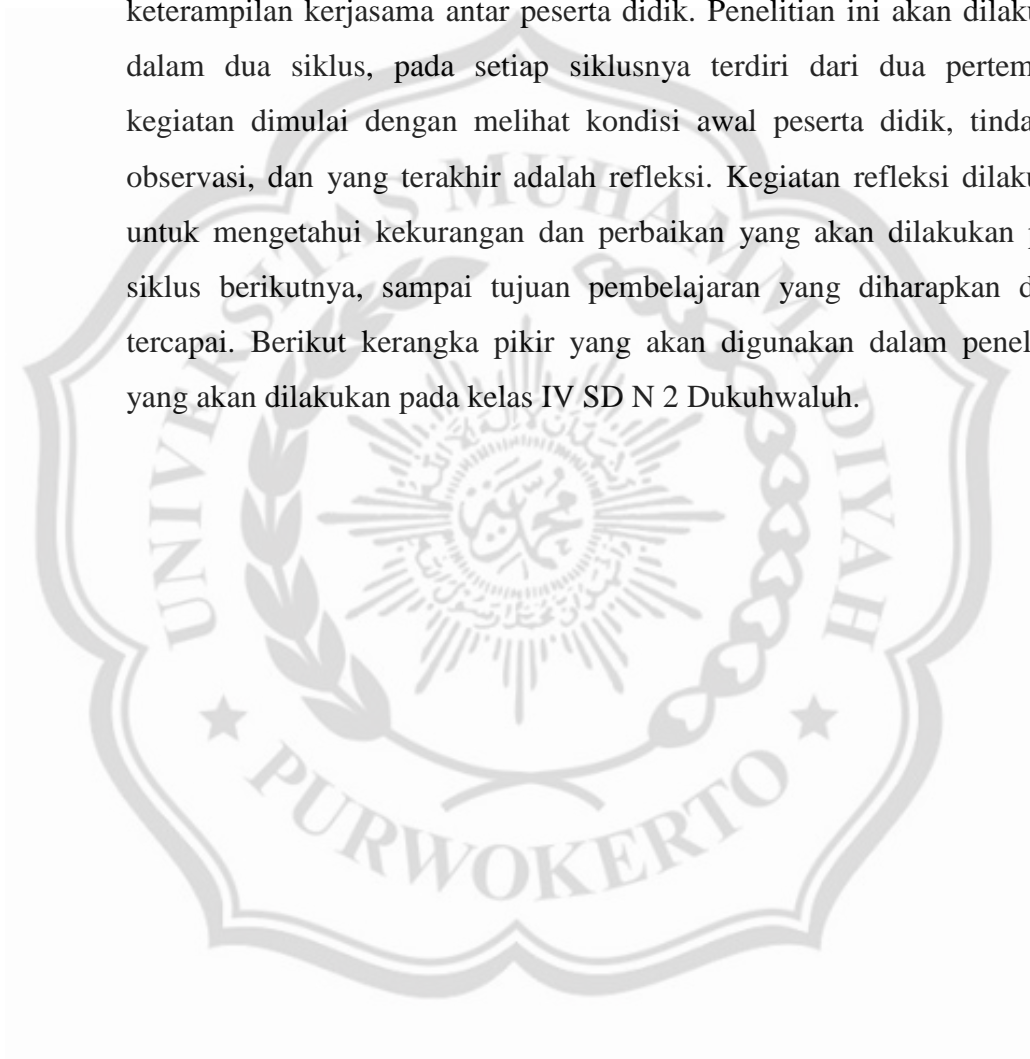 keterampilan kerjasama antar peserta didik. Penelitian ini akan dilaku
dalam dua siklus, pada setiap siklusnya terdiri dari dua pertem
kegiatan dimulai dengan melihat kondisi awal peserta didik, tinda
observasi, dan yang terakhir adalah refleksi. Kegiatan refleksi dilaku
untuk mengetahui kekurangan dan perbaikan yang akan dilakukan p
siklus berikutnya, sampai tujuan pembelajaran yang diharapkan d
tercapai. Berikut kerangka pikir yang akan digunakan dalam penel
yang akan dilakukan pada kelas IV SD N 2 Dukuhwaluh.
UNIVERSITAS MUHAMMADIYAH
PURWOKERTO